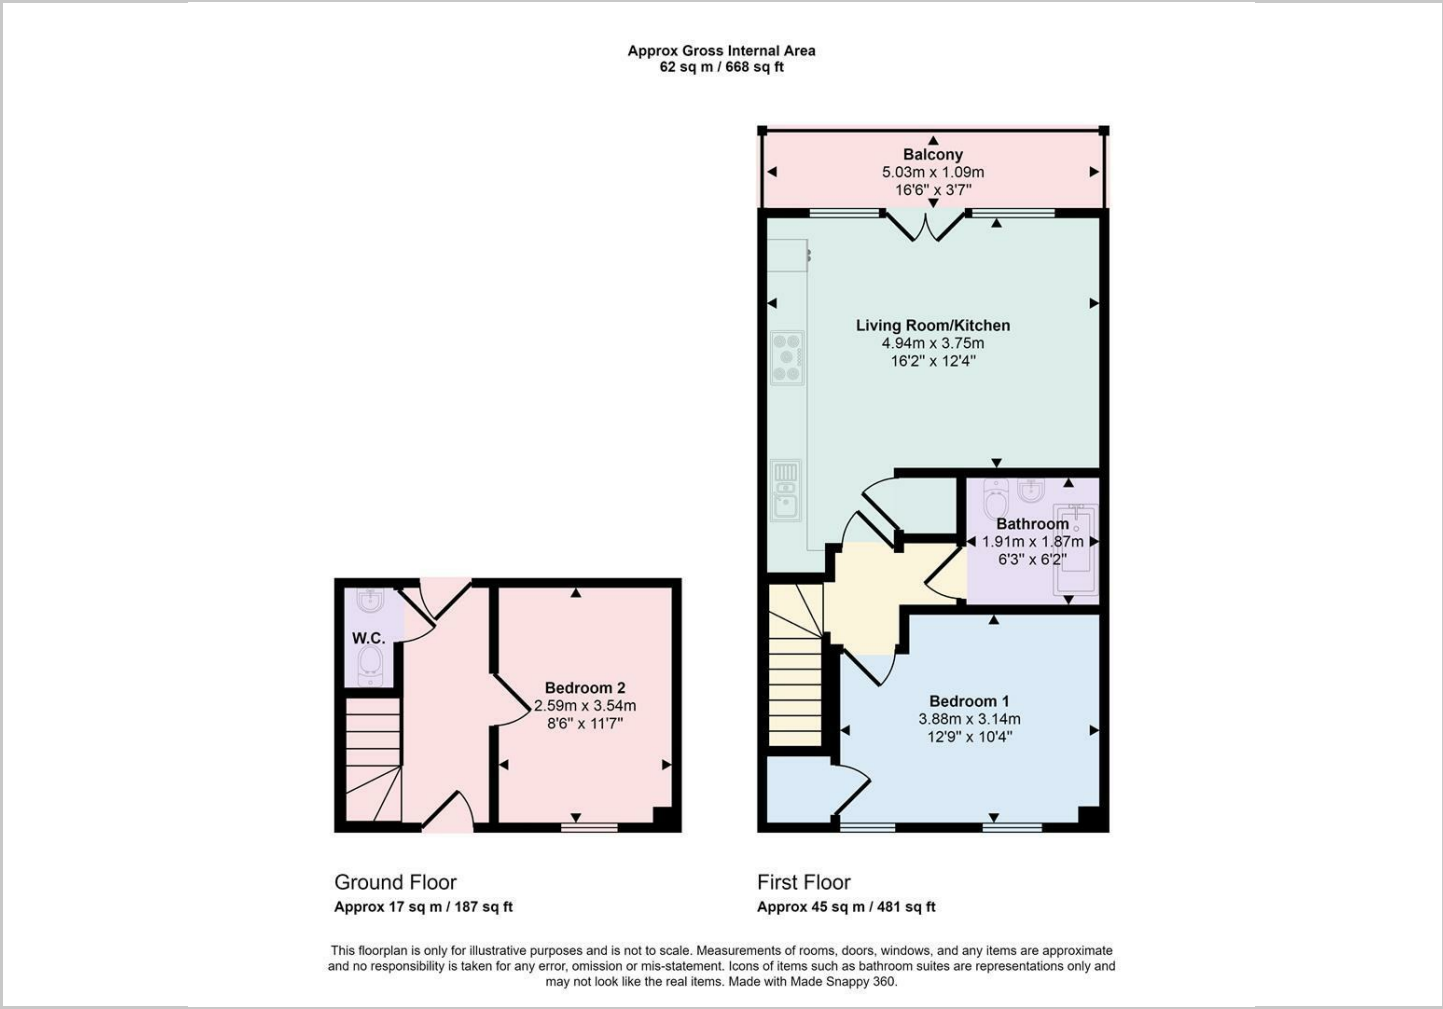 Approx Gross Internal Area
62 sq m / 668 sq ft
Balcony
5.03m x 1.09m
16'6" x 3'7"
Living Room/Kitchen
4.94m x 3.75m
16'2" x 12'4"
Bathroom
1.91m x 1.87m
6'3" x 6'2"
W.C.
Bedroom 2
2.59m x 3.54m
8'6" x 11'7"
Bedroom 1
3.88m x 3.14m
12'9" x 10'4"
Ground Floor
Approx 17 sq m / 187 sq ft
First Floor
Approx 45 sq m / 481 sq ft
This floorplan is only for illustrative purposes and is not to scale. Measurements of rooms, doors, windows, and any items are approximate
and no responsibility is taken for any error, omission or mis-statement. Icons of items such as bathroom suites are representations only and
may not look like the real items. Made with Made Snappy 360.